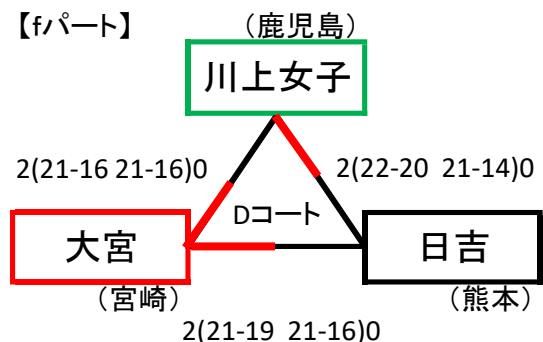 【fパート】
（鹿児島）
川上女子
2(21-16 21-16)0
2(22-20 21-14)0
Dコート
大宮
日吉
（宮崎）
（熊本）
2(21-19 21-16)0